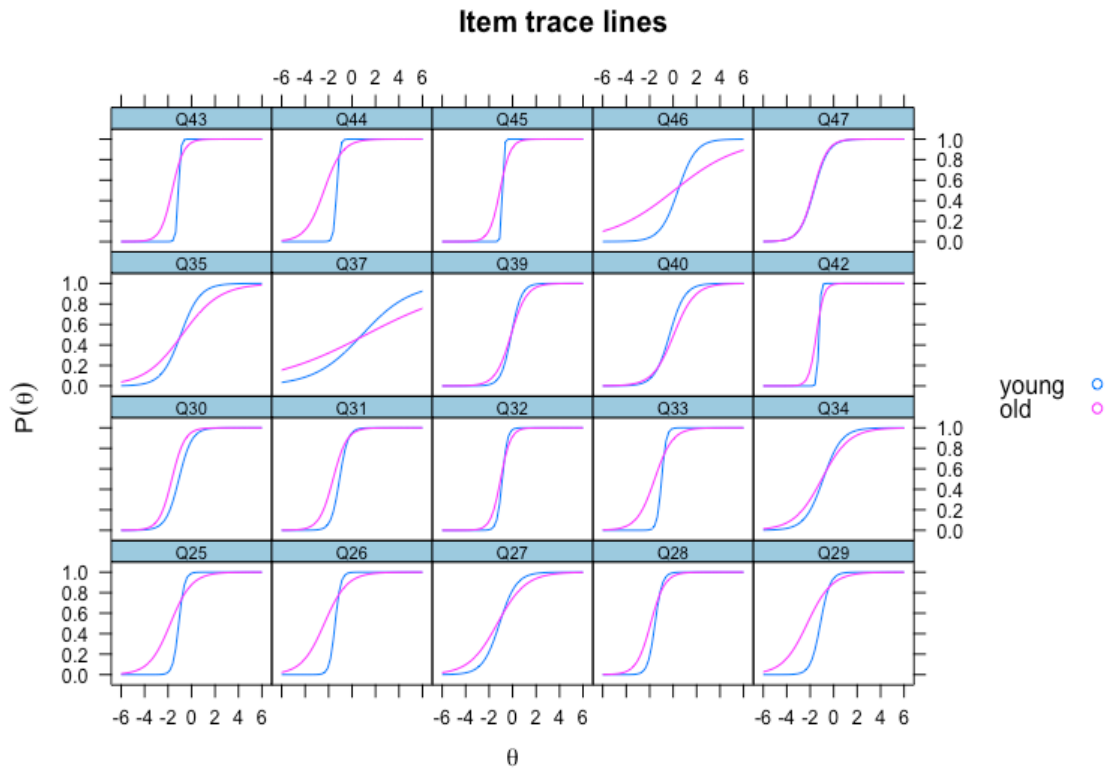 Item trace lines
-6 -4 -2 0 2 4 6 -6 -4 -2 0 2 4 6
Q43 Q44 Q45 Q46 Q47
1.0
0.8
0.6
0.4
0.2
0.0
Q35 Q37 Q39 Q40 Q42
1.0
0.8
0.6
0.4
0.2
0.0
P(θ)
young
old
Q30 Q31 Q32 Q33 Q34
1.0
0.8
0.6
0.4
0.2
0.0
Q25 Q26 Q27 Q28 Q29
1.0
0.8
0.6
0.4
0.2
0.0
-6 -4 -2 0 2 4 6 -6 -4 -2 0 2 4 6 -6 -4 -2 0 2 4 6
θ